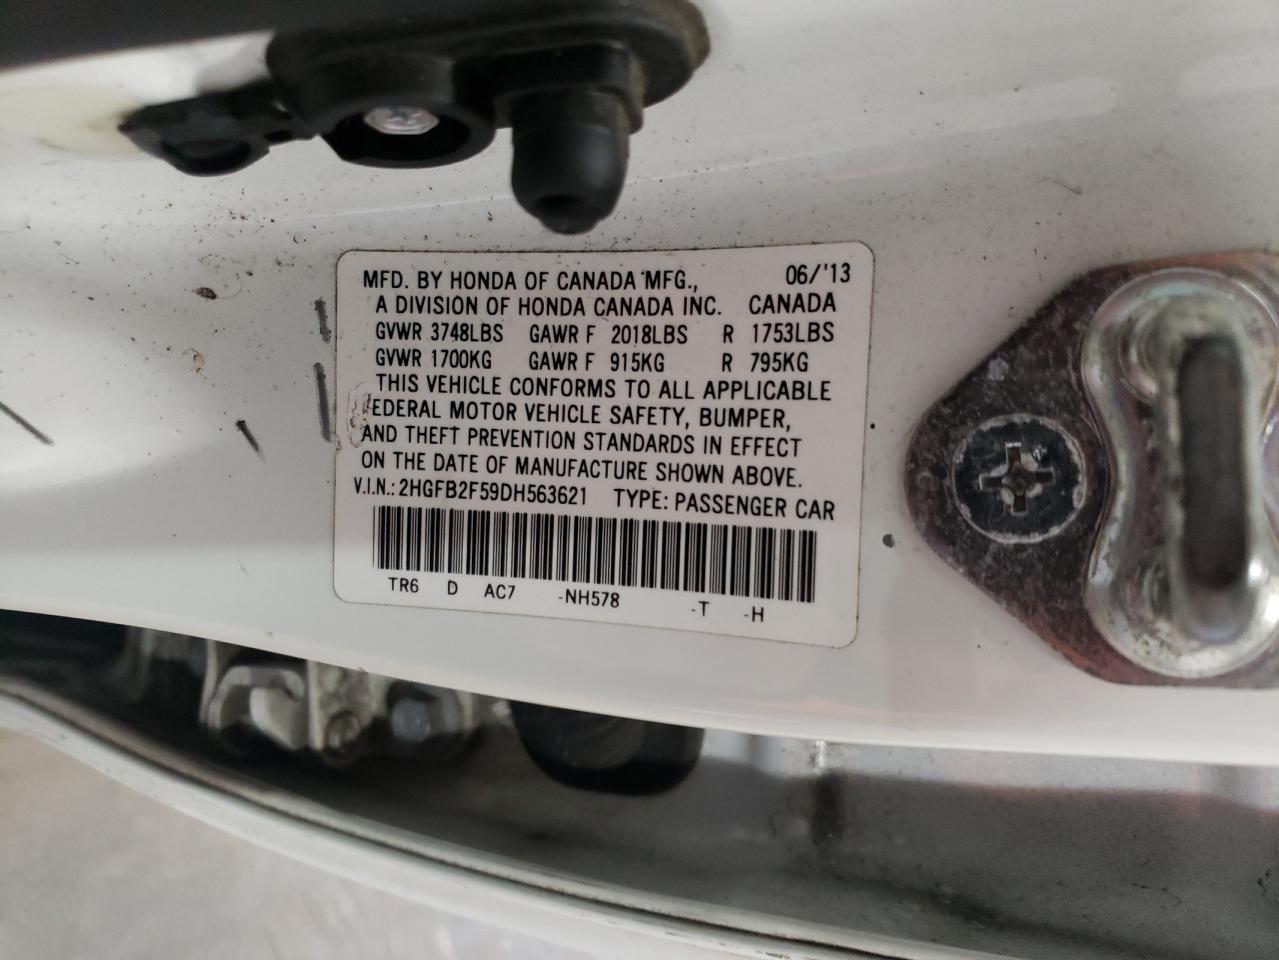 MFD. BY HONDA OF CANADA MFG., 06/'13
A DIVISION OF HONDA CANADA INC. CANADA
GVWR 3748LBS GAWR F 2018LBS R 1753LBS
GVWR 1700KG GAWR F 915KG R 795KG
THIS VEHICLE CONFORMS TO ALL APPLICABLE
FEDERAL MOTOR VEHICLE SAFETY, BUMPER,
AND THEFT PREVENTION STANDARDS IN EFFECT
ON THE DATE OF MANUFACTURE SHOWN ABOVE.
V.I.N.: 2HGFB2F59DH563621 TYPE: PASSENGER CAR
TR6 D AC7 -NH578 -T -H